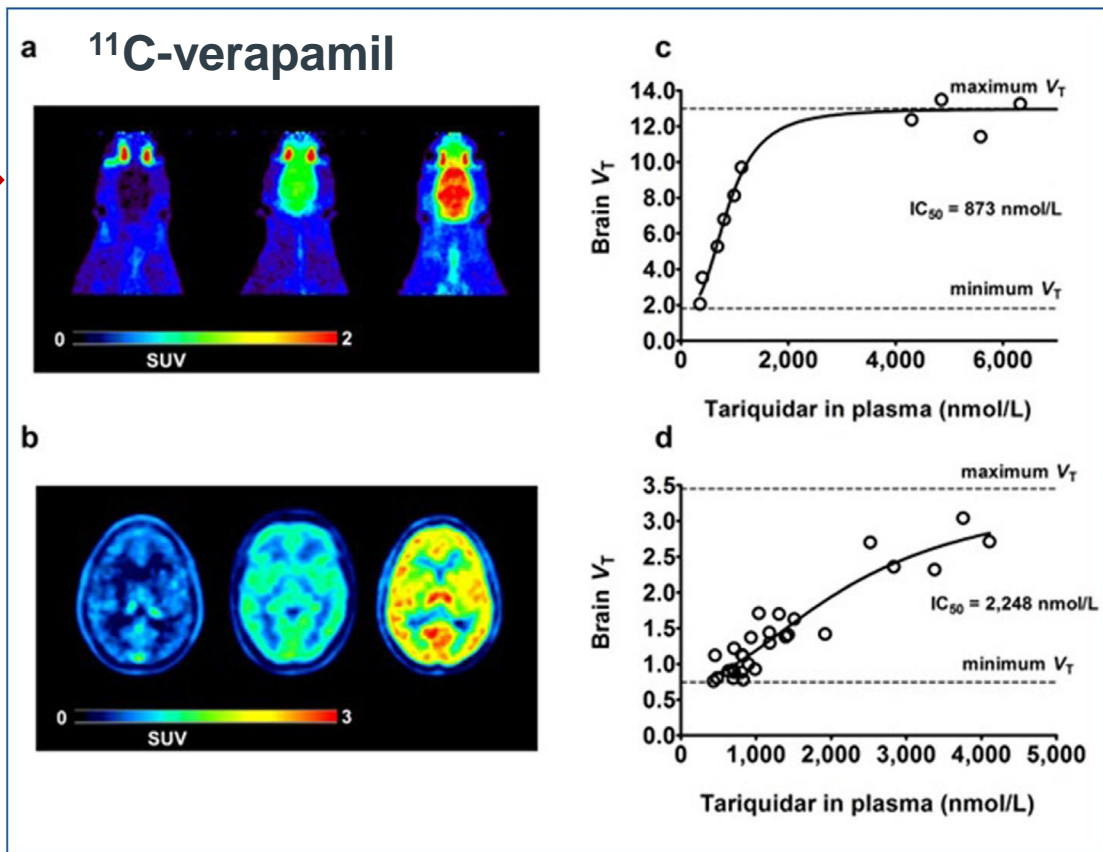 a
¹¹C-verapamil
0
2
SUV
b
0
3
SUV
c
14.0
12.0
10.0
8.0
6.0
4.0
2.0
0.0
Brain V_T
maximum V_T
IC₅₀ = 873 nmol/L
minimum V_T
0
2,000
4,000
6,000
Tariquidar in plasma (nmol/L)
d
3.5
3.0
2.5
2.0
1.5
1.0
0.5
0.0
Brain V_T
maximum V_T
IC₅₀ = 2,248 nmol/L
minimum V_T
0
1,000
2,000
3,000
4,000
5,000
Tariquidar in plasma (nmol/L)